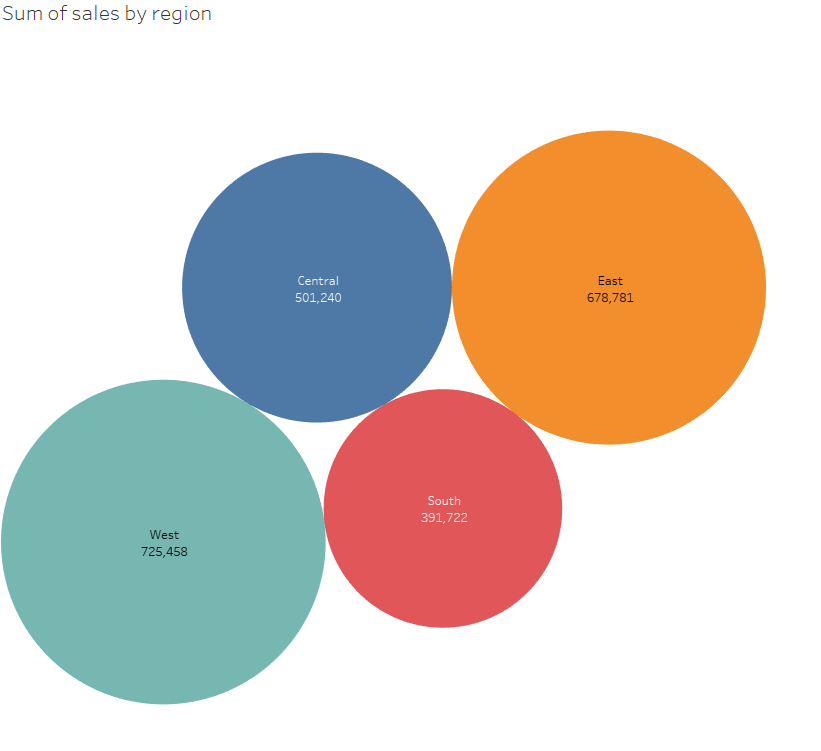 Sum of sales by region
Central
501,240
East
678,781
South
391,722
West
725,458